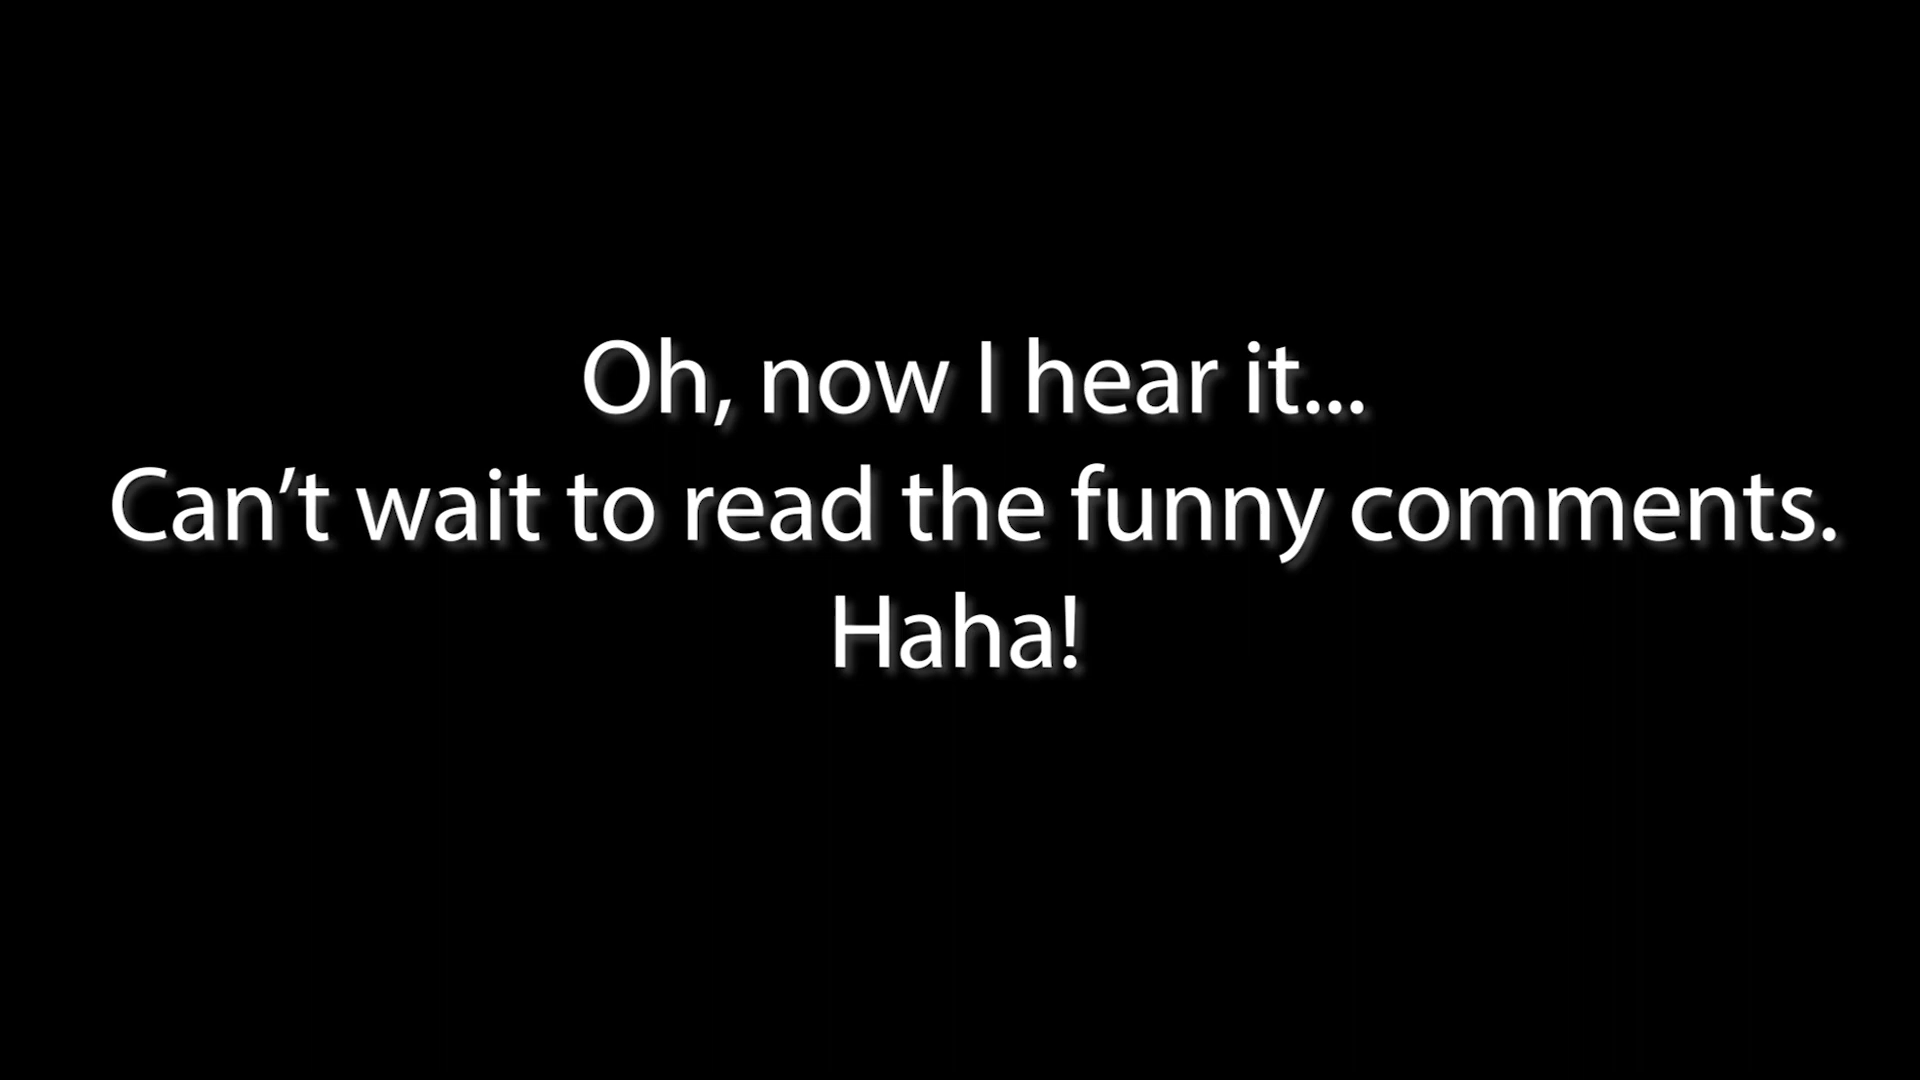 Oh, now I hear it...
Can’t wait to read the funny comments.
Haha!